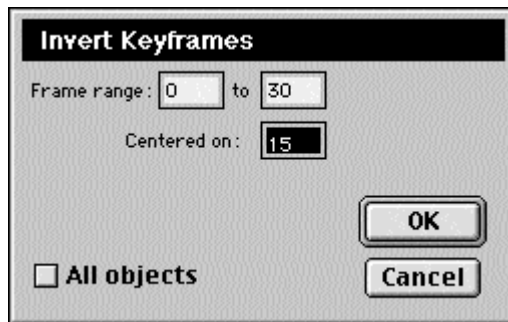 Invert Keyframes
Frame range: 0 to 30
Centered on: 15
OK
All objects Cancel